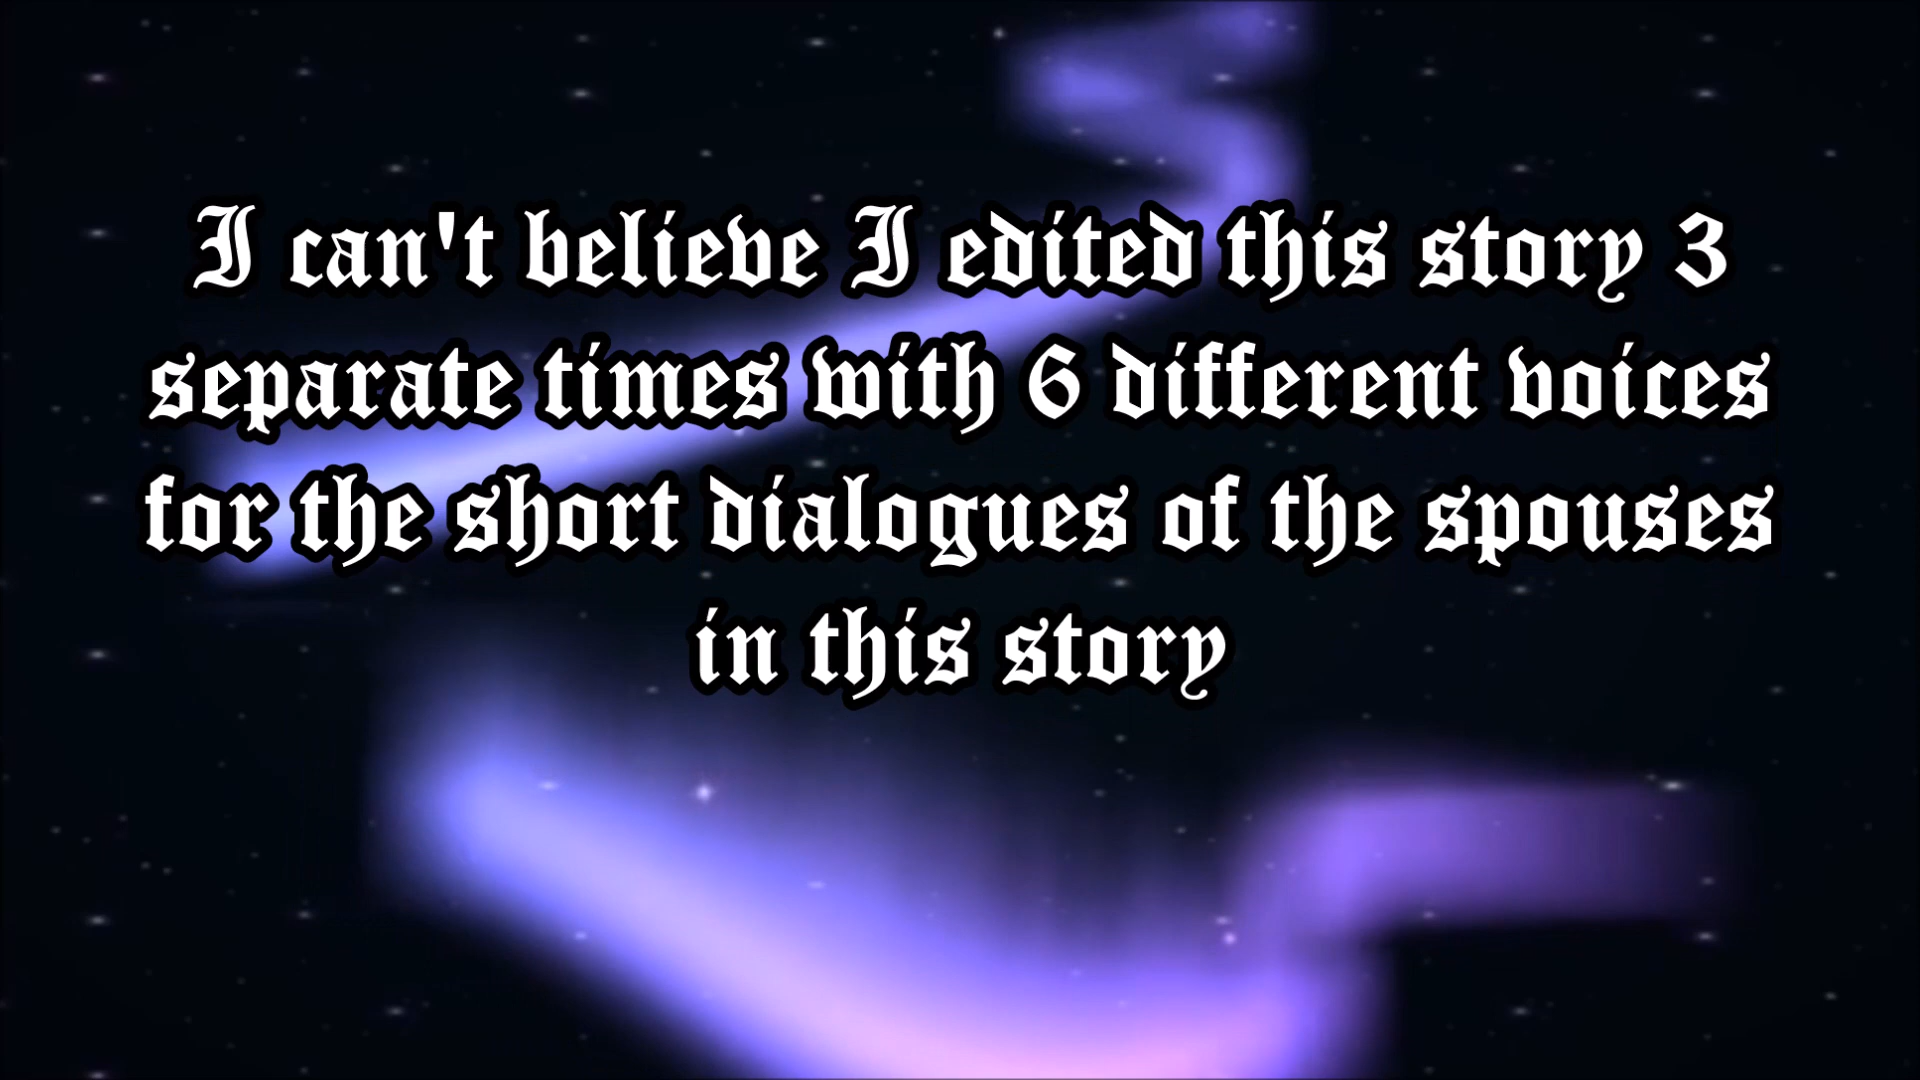 I can't believe I edited this story 3
separate times with 6 different voices
for the short dialogues of the spouses
in this story